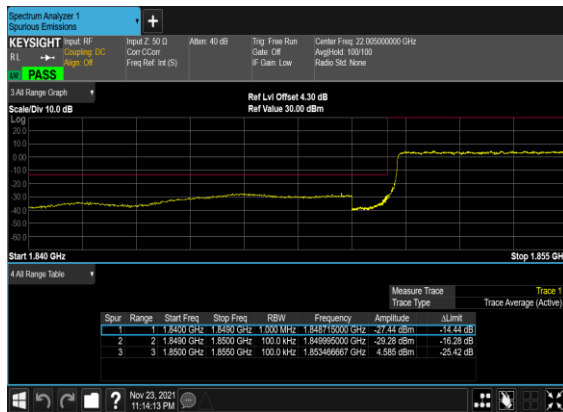 Spectrum Analyzer 1
Spurious Emissions
KEYSIGHT Input: RF Input Z: 50 Ω Atten: 40 dB Trig: Free Run Center Freq: 22.005000000 GHz
RL Coupling: DC Corr CCorr Gate: Off Avg|Hold: 100/100
Align: Off Freq Ref: Int (S) IF Gain: Low Radio Std: None
PASS
3 All Range Graph
Ref Lvl Offset 4.30 dB
Scale/Div 10.0 dB Ref Value 30.00 dBm
Log
20.0
10.0
0.00
-10.0
-20.0
-30.0
-40.0
-50.0
-60.0
Start 1.840 GHz Stop 1.855 GH
4 All Range Table
Measure Trace Trace 1
Trace Type Trace Average (Active)
Spur Range Start Freq Stop Freq RBW Frequency Amplitude ΔLimit
1 1 1.8400 GHz 1.8490 GHz 1.000 MHz 1.848715000 GHz -27.44 dBm -14.44 dB
2 2 1.8490 GHz 1.8500 GHz 100.0 kHz 1.849995000 GHz -29.28 dBm -16.28 dB
3 3 1.8500 GHz 1.8550 GHz 100.0 kHz 1.853466667 GHz 4.585 dBm -25.42 dB
? Nov 23, 2021
11:14:13 PM